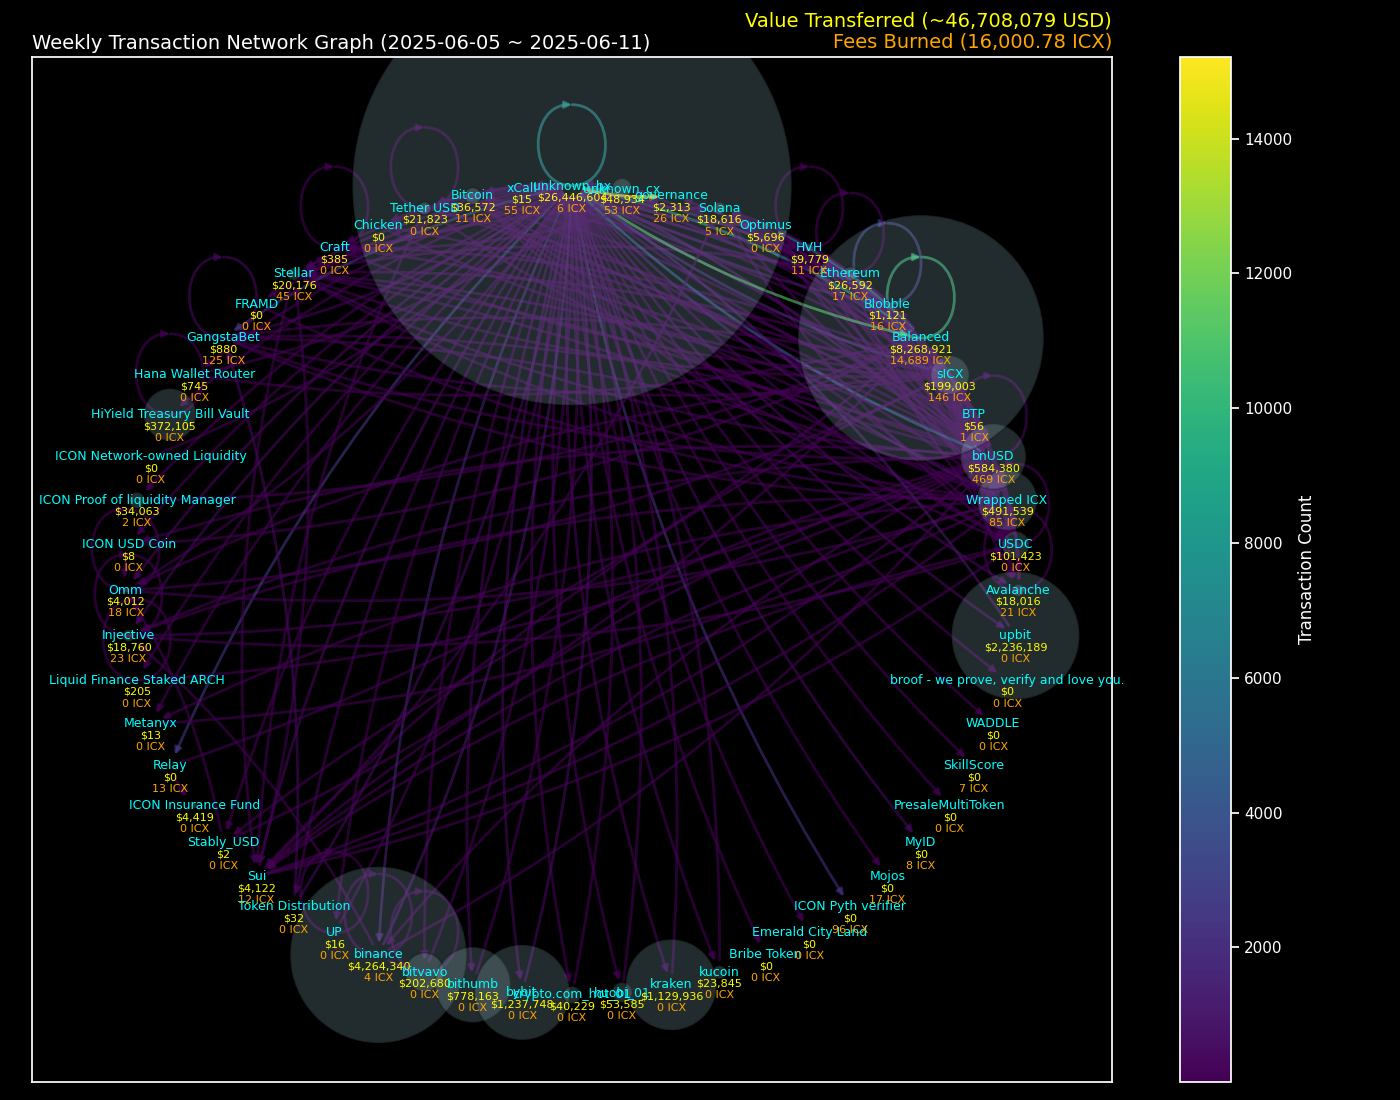 Value Transferred (~46,708,079 USD)
Weekly Transaction Network Graph (2025-06-05 ~ 2025-06-11)
Fees Burned (16,000.78 ICX)
unknown_hx
$26,446,604
6 ICX
unknown_cx
$48,934
53 ICX
governance
$2,313
26 ICX
Solana
$18,616
5 ICX
Optimus
$5,696
0 ICX
HVH
$9,779
11 ICX
Ethereum
$26,592
17 ICX
Blobble
$1,121
16 ICX
Balanced
$8,268,921
14,689 ICX
sICX
$199,003
146 ICX
BTP
$56
1 ICX
bnUSD
$584,380
469 ICX
Wrapped ICX
$491,539
85 ICX
USDC
$101,423
0 ICX
Avalanche
$18,016
21 ICX
upbit
$2,236,189
0 ICX
broof - we prove, verify and love you.
$0
0 ICX
WADDLE
$0
0 ICX
SkillScore
$0
7 ICX
PresaleMultiToken
$0
0 ICX
MyID
$0
8 ICX
Mojos
$0
17 ICX
ICON Pyth verifier
$0
96 ICX
Emerald City Land
$0
0 ICX
Bribe Token
$0
0 ICX
kucoin
$23,845
0 ICX
kraken
$1,129,936
0 ICX
$53,585
0 ICX
$40,229
0 ICX
bybit
$1,237,748
0 ICX
bithumb
$778,163
0 ICX
bitvavo
$202,680
0 ICX
binance
$4,264,340
4 ICX
UP
$16
0 ICX
Token Distribution
$32
0 ICX
Sui
$4,122
12 ICX
Stably_USD
$2
0 ICX
ICON Insurance Fund
$4,419
0 ICX
Relay
$0
13 ICX
Metanyx
$13
0 ICX
Liquid Finance Staked ARCH
$205
0 ICX
Injective
$18,760
23 ICX
Omm
$4,012
18 ICX
ICON USD Coin
$8
0 ICX
ICON Proof of liquidity Manager
$34,063
2 ICX
ICON Network-owned Liquidity
$0
0 ICX
HiYield Treasury Bill Vault
$372,105
0 ICX
Hana Wallet Router
$745
0 ICX
GangstaBet
$880
125 ICX
FRAMD
$0
0 ICX
Stellar
$20,176
45 ICX
Craft
$385
0 ICX
Chicken
$0
0 ICX
Tether USD
$21,823
0 ICX
Bitcoin
$36,572
11 ICX
xCall
$15
55 ICX
14000
12000
10000
8000
6000
4000
2000
Transaction Count